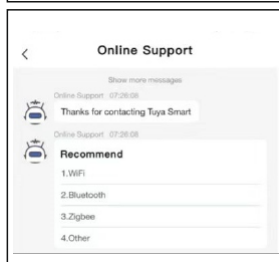 Online Support
Show more messages
Online Support 07:26:08
Thanks for contacting Tuya Smart
Online Support 07:26:08
Recommend
1.WiFi
2.Bluetooth
3.Zigbee
4.Other